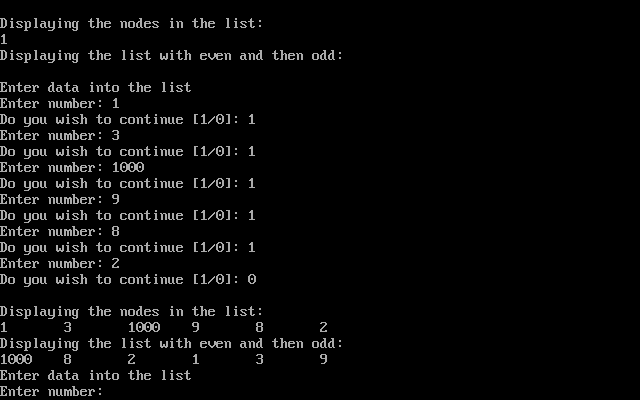 Displaying the nodes in the list:
1
Displaying the list with even and then odd:
Enter data into the list
Enter number: 1
Do you wish to continue [1/0]: 1
Enter number: 3
Do you wish to continue [1/0]: 1
Enter number: 1000
Do you wish to continue [1/0]: 1
Enter number: 9
Do you wish to continue [1/0]: 1
Enter number: 8
Do you wish to continue [1/0]: 1
Enter number: 2
Do you wish to continue [1/0]: 0
Displaying the nodes in the list:
1 3 1000 9 8 2
Displaying the list with even and then odd:
1000 8 2 1 3 9
Enter data into the list
Enter number: